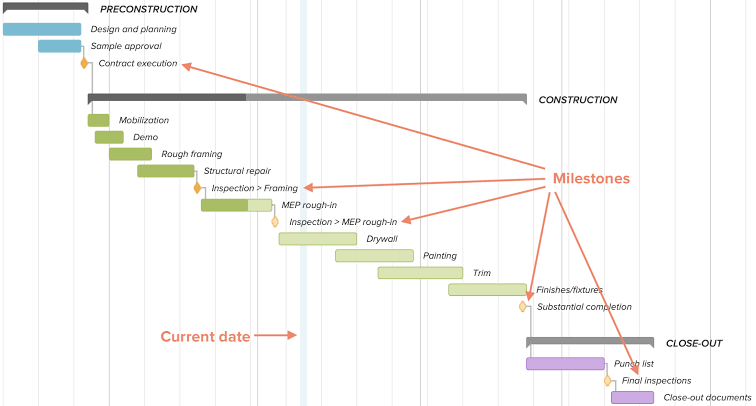 PRECONSTRUCTION
Design and planning
Sample approval
Contract execution
CONSTRUCTION
Mobilization
Demo
Rough framing
Structural repair
Milestones
Inspection > Framing
MEP rough-in
Inspection > MEP rough-in
Drywall
Painting
Trim
Finishes/fixtures
Substantial completion
Current date
CLOSE-OUT
Punch list
Final inspections
Close-out documents